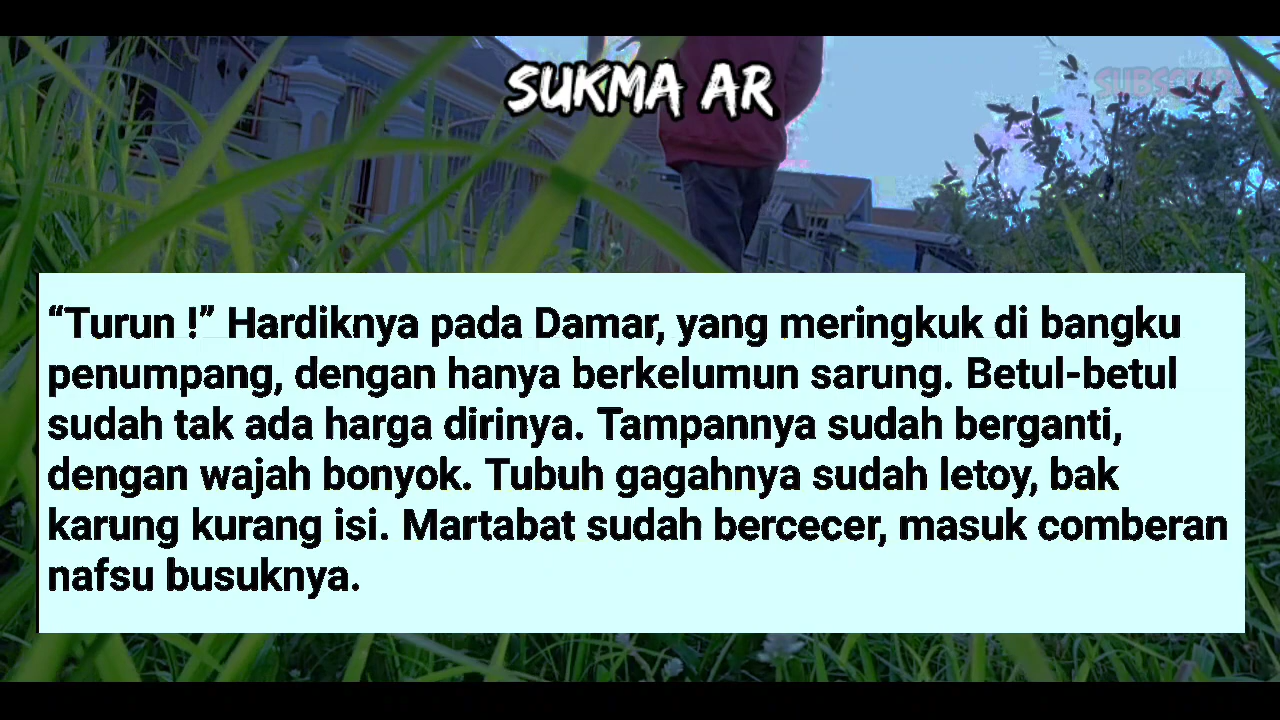 SUKMA AR
SUBSCRIBE
“Turun !” Hardiknya pada Damar, yang meringkuk di bangku
penumpang, dengan hanya berkelumun sarung. Betul-betul
sudah tak ada harga dirinya. Tampannya sudah berganti,
dengan wajah bonyok. Tubuh gagahnya sudah letoy, bak
karung kurang isi. Martabat sudah bercecer, masuk comberan
nafsu busuknya.